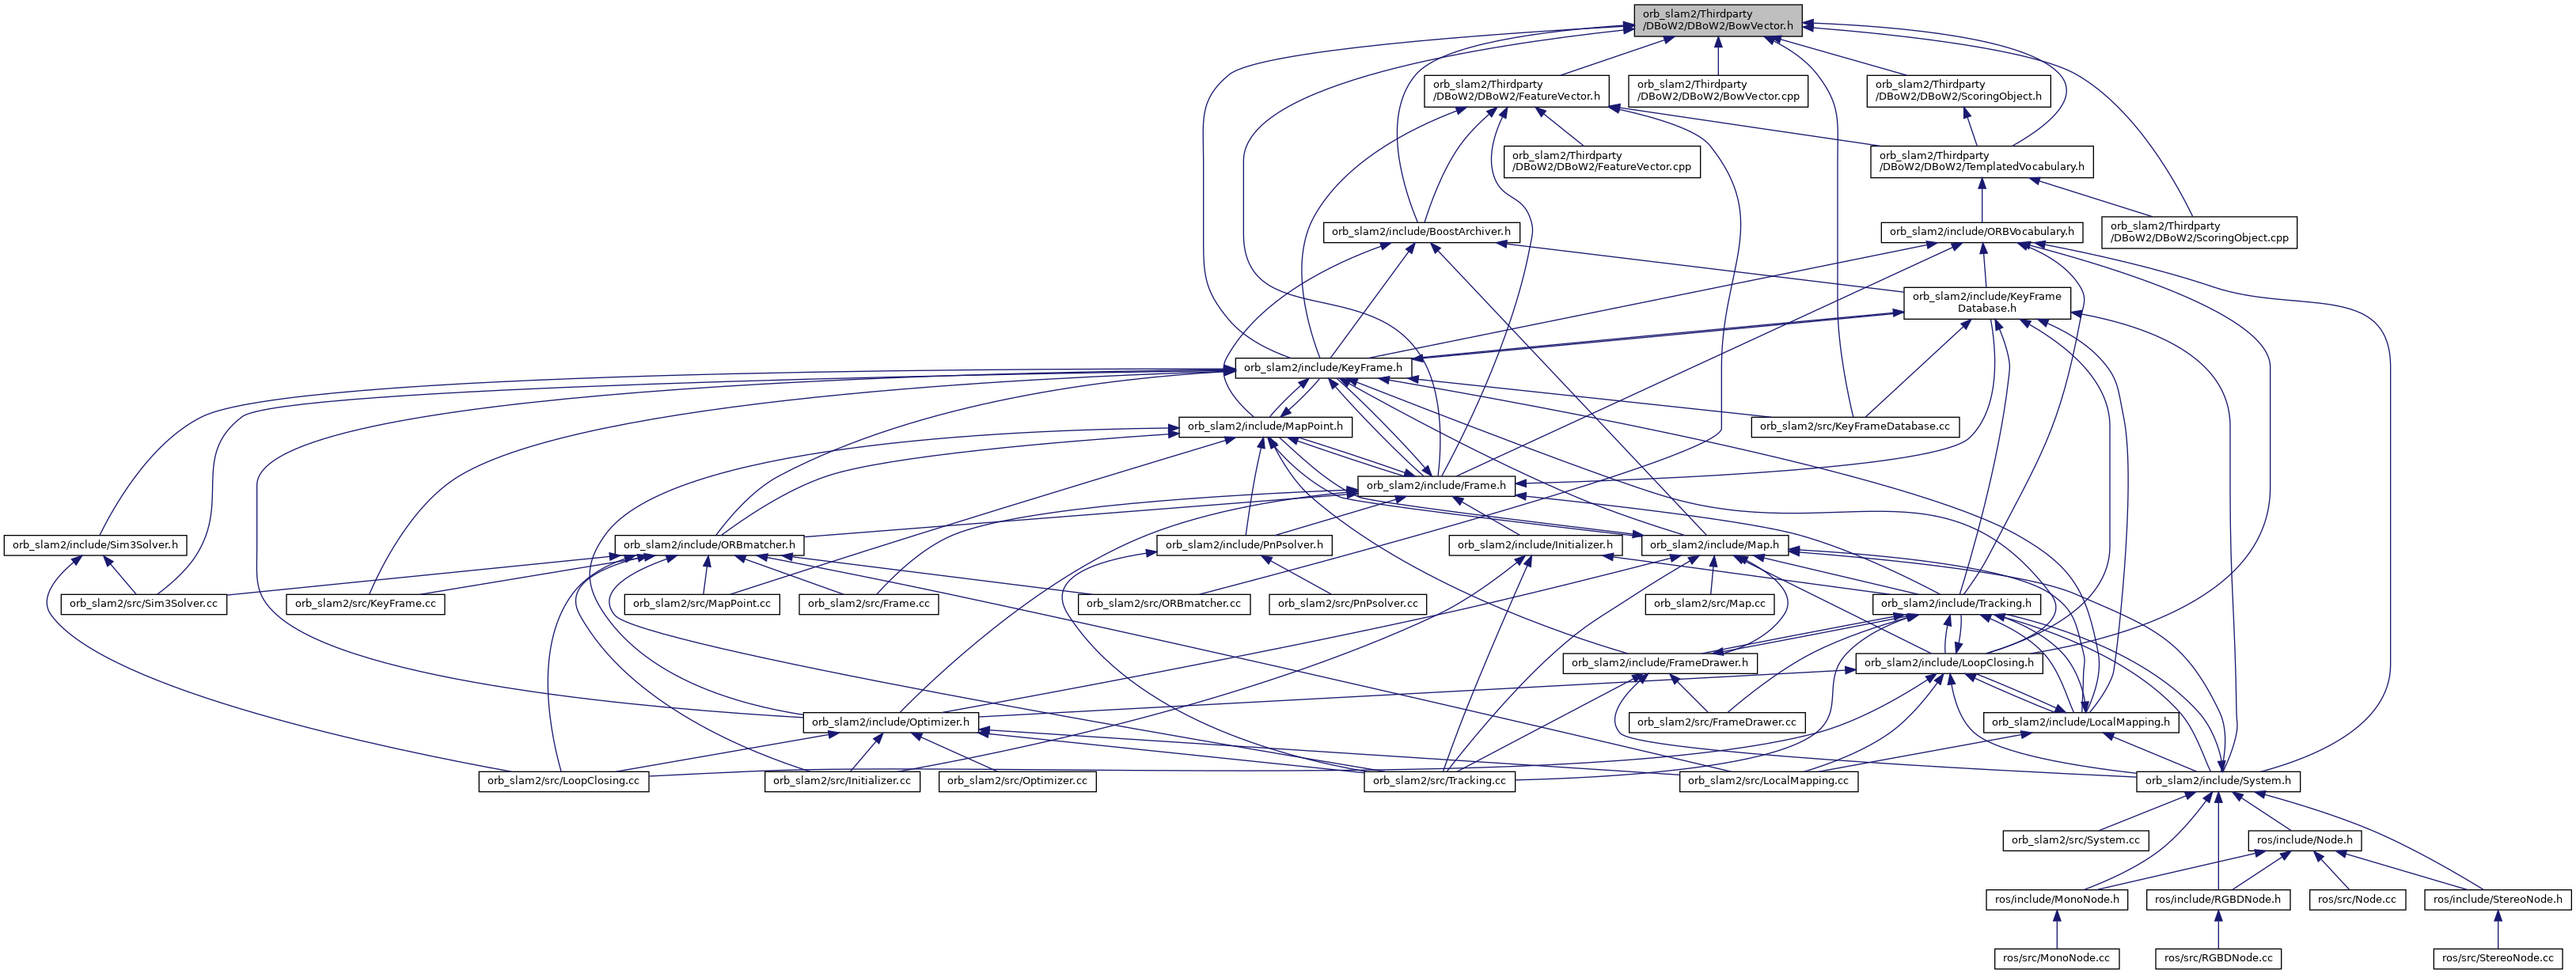 orb_slam2/Thirdparty
/DBoW2/DBoW2/BowVector.h
orb_slam2/Thirdparty
/DBoW2/DBoW2/FeatureVector.h
orb_slam2/Thirdparty
/DBoW2/DBoW2/BowVector.cpp
orb_slam2/Thirdparty
/DBoW2/DBoW2/ScoringObject.h
orb_slam2/Thirdparty
/DBoW2/DBoW2/FeatureVector.cpp
orb_slam2/Thirdparty
/DBoW2/DBoW2/TemplatedVocabulary.h
orb_slam2/include/BoostArchiver.h
orb_slam2/include/ORBVocabulary.h
orb_slam2/Thirdparty
/DBoW2/DBoW2/ScoringObject.cpp
orb_slam2/include/KeyFrame
Database.h
orb_slam2/include/KeyFrame.h
orb_slam2/include/MapPoint.h
orb_slam2/src/KeyFrameDatabase.cc
orb_slam2/include/Frame.h
orb_slam2/include/Sim3Solver.h
orb_slam2/include/ORBmatcher.h
orb_slam2/include/PnPsolver.h
orb_slam2/include/Initializer.h
orb_slam2/include/Map.h
orb_slam2/src/Sim3Solver.cc
orb_slam2/src/KeyFrame.cc
orb_slam2/src/MapPoint.cc
orb_slam2/src/Frame.cc
orb_slam2/src/ORBmatcher.cc
orb_slam2/src/PnPsolver.cc
orb_slam2/src/Map.cc
orb_slam2/include/Tracking.h
orb_slam2/include/FrameDrawer.h
orb_slam2/include/LoopClosing.h
orb_slam2/include/Optimizer.h
orb_slam2/src/FrameDrawer.cc
orb_slam2/include/LocalMapping.h
orb_slam2/src/LoopClosing.cc
orb_slam2/src/Initializer.cc
orb_slam2/src/Optimizer.cc
orb_slam2/src/Tracking.cc
orb_slam2/src/LocalMapping.cc
orb_slam2/include/System.h
orb_slam2/src/System.cc
ros/include/Node.h
ros/include/MonoNode.h
ros/include/RGBDNode.h
ros/src/Node.cc
ros/include/StereoNode.h
ros/src/MonoNode.cc
ros/src/RGBDNode.cc
ros/src/StereoNode.cc